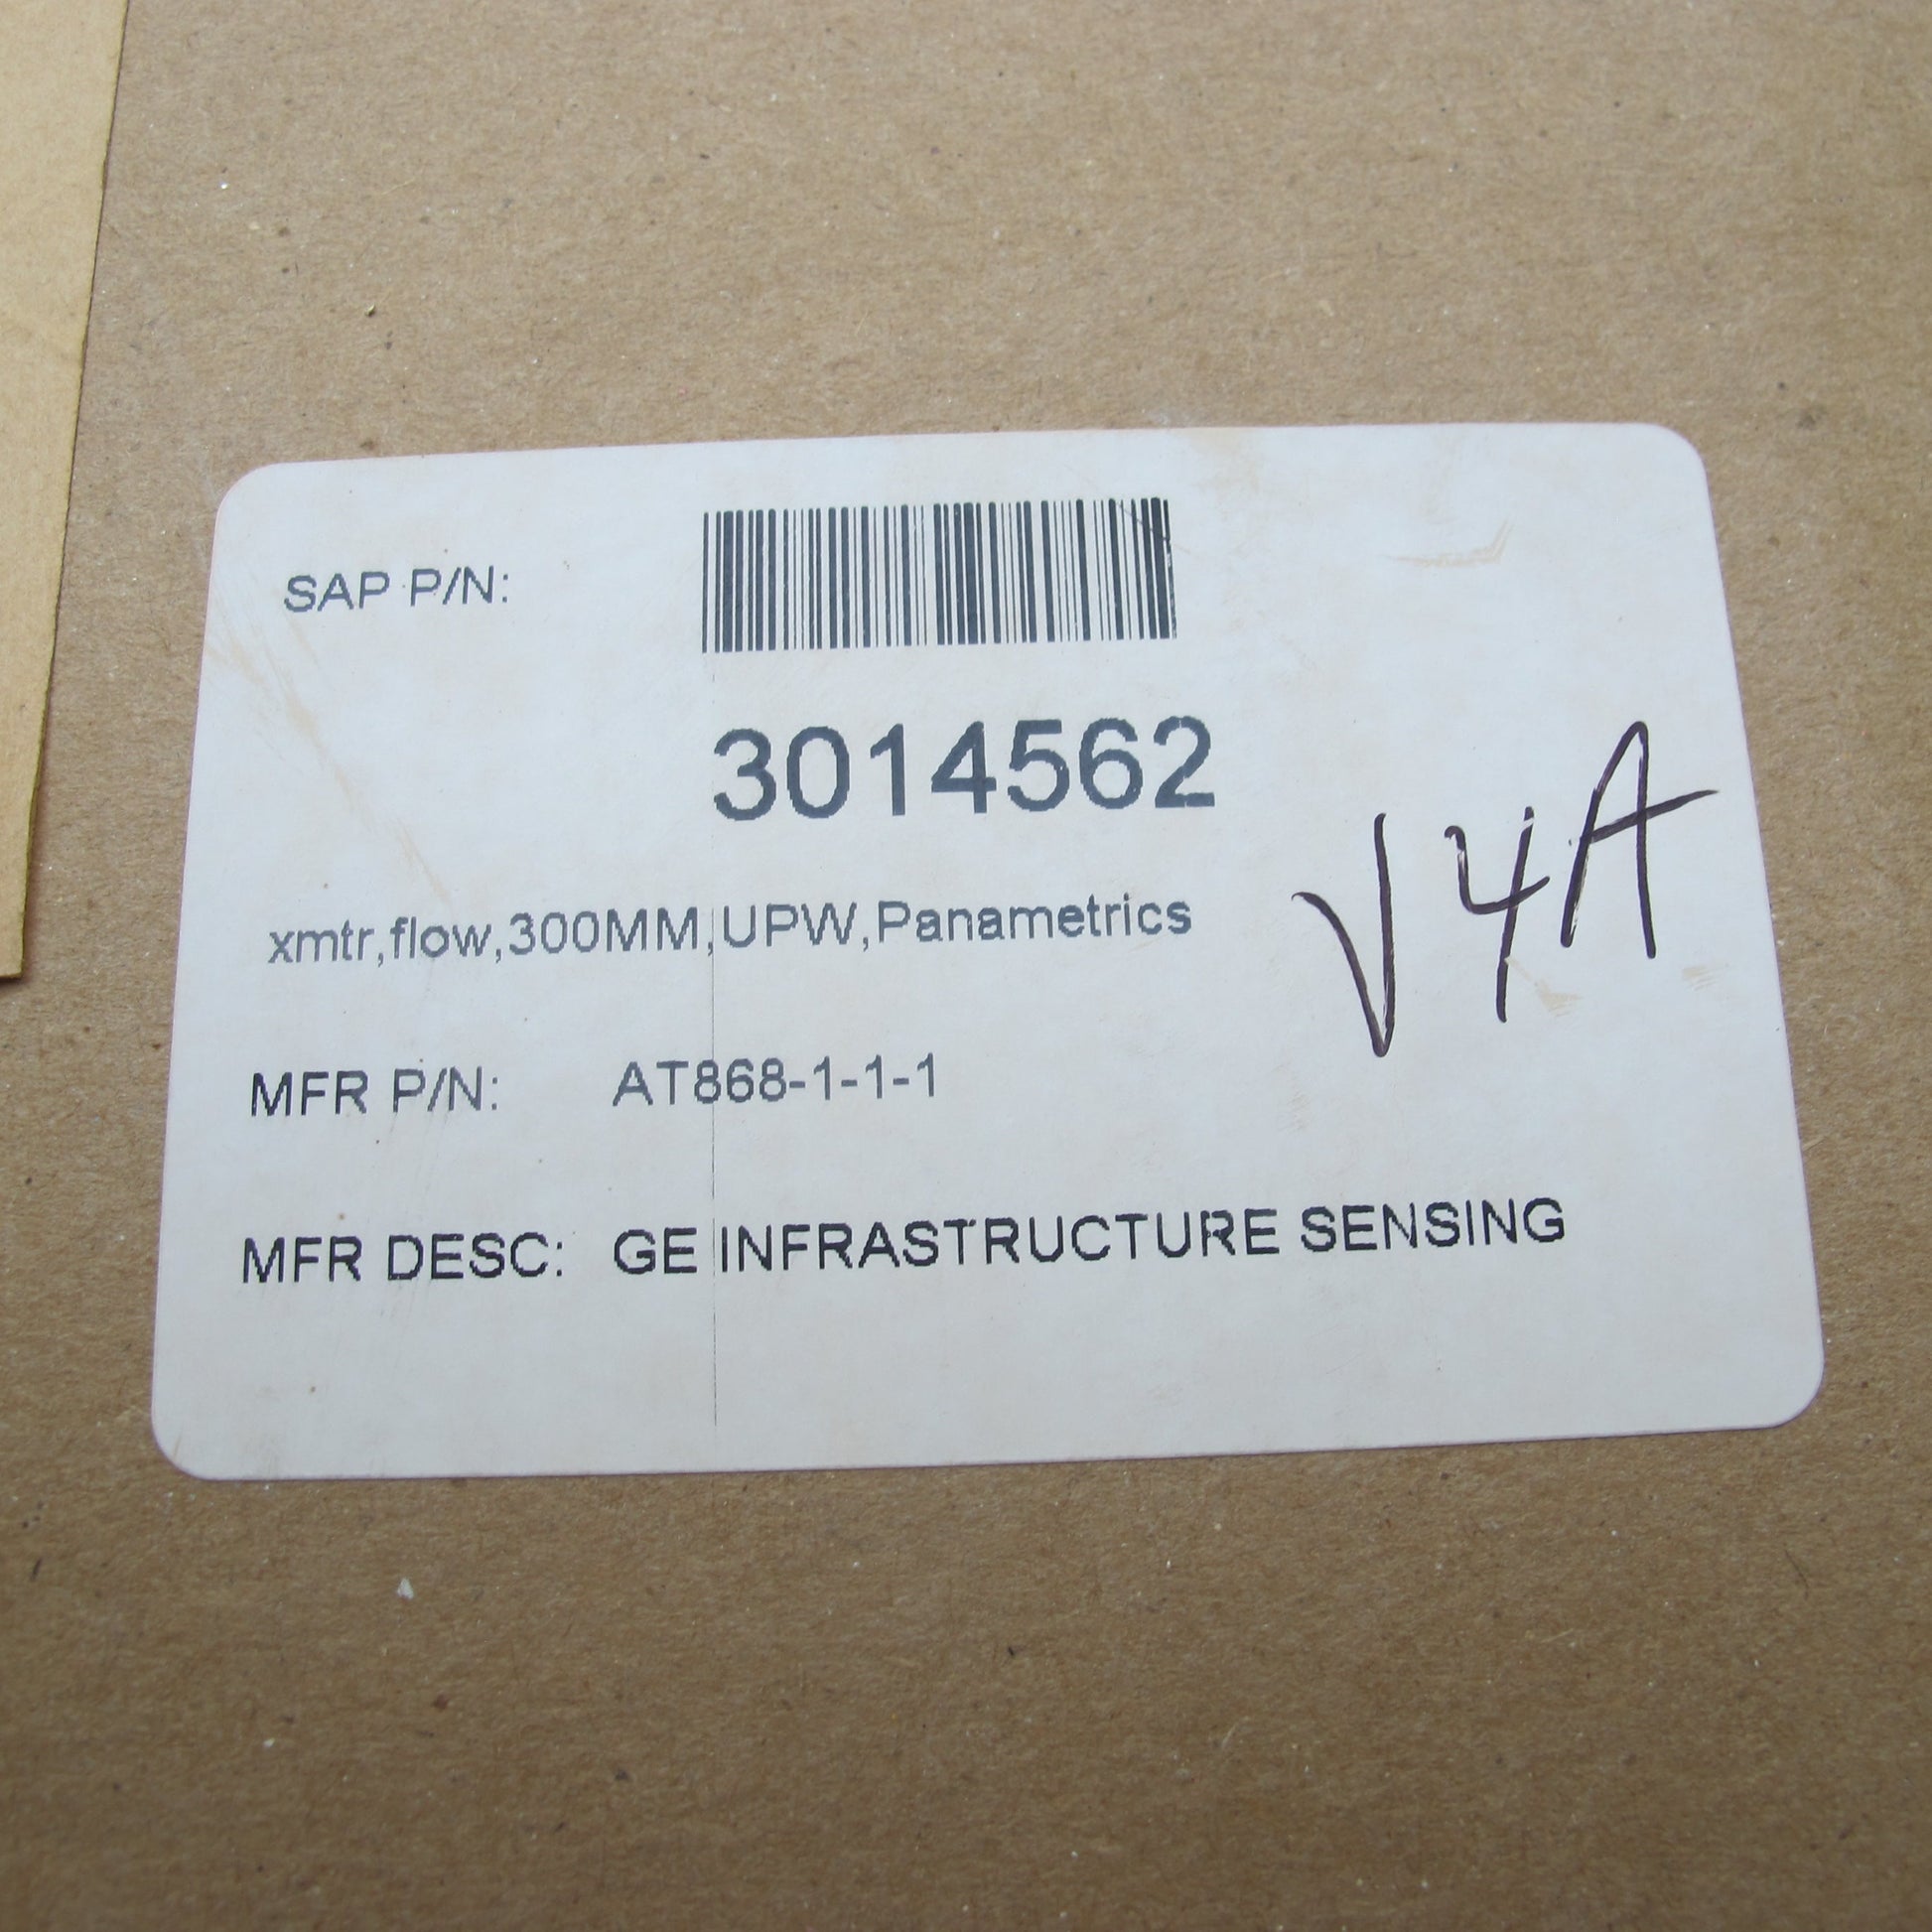 SAP P/N:
3014562
xmtr,flow,300MM,UPW,Panametrics
V4A
MFR P/N: AT868-1-1-1
MFR DESC: GE INFRASTRUCTURE SENSING